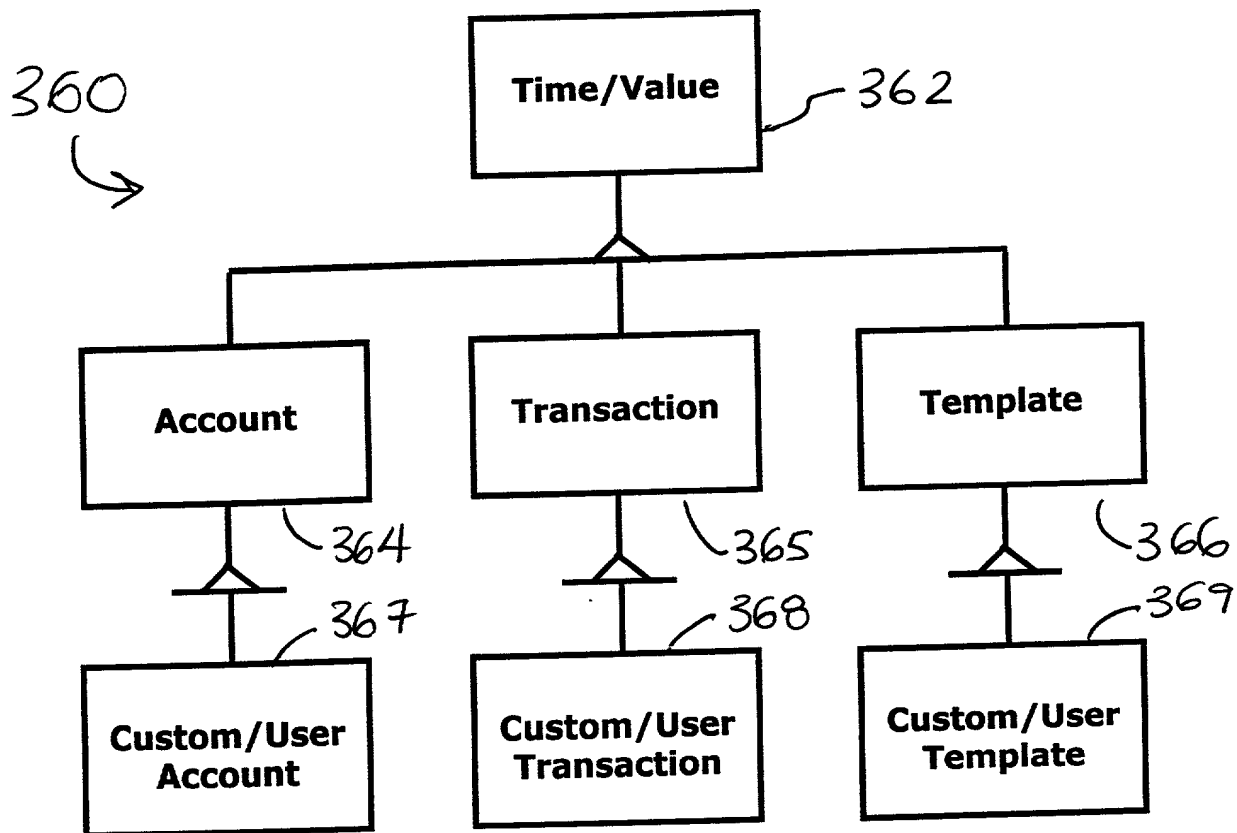 360
Time/Value
362
Account
Transaction
Template
364
365
366
367
368
369
Custom/User
Account
Custom/User
Transaction
Custom/User
Template